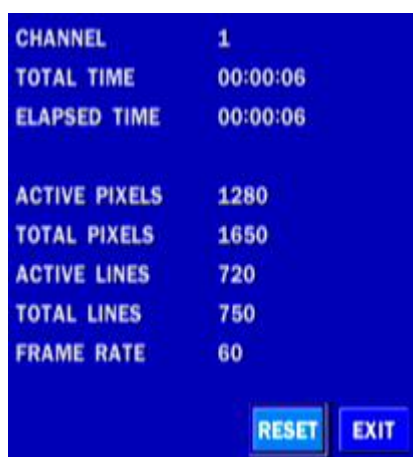 CHANNEL 1
TOTAL TIME 00:00:06
ELAPSED TIME 00:00:06
ACTIVE PIXELS 1280
TOTAL PIXELS 1650
ACTIVE LINES 720
TOTAL LINES 750
FRAME RATE 60
RESET EXIT